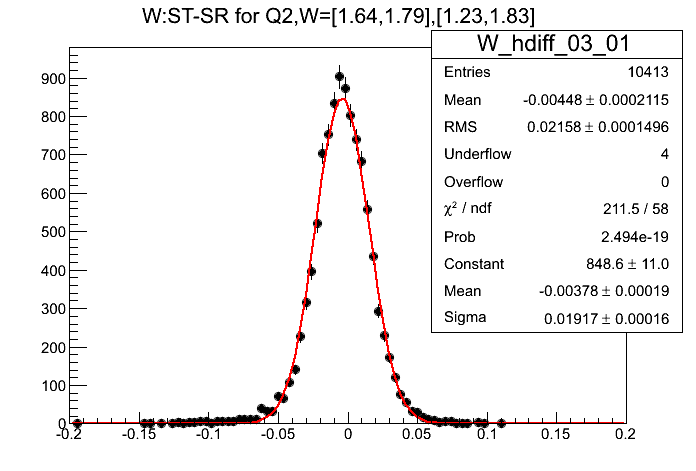 W:ST-SR for Q2,W=[1.64,1.79],[1.23,1.83]
W_hdiff_03_01
Entries 10413
Mean -0.00448 ± 0.0002115
RMS 0.02158 ± 0.0001496
Underflow 4
Overflow 0
χ² / ndf 211.5 / 58
Prob 2.494e-19
Constant 848.6 ± 11.0
Mean -0.00378 ± 0.00019
Sigma 0.01917 ± 0.00016
900
800
700
600
500
400
300
200
100
0
-0.2 -0.15 -0.1 -0.05 0 0.05 0.1 0.15 0.2